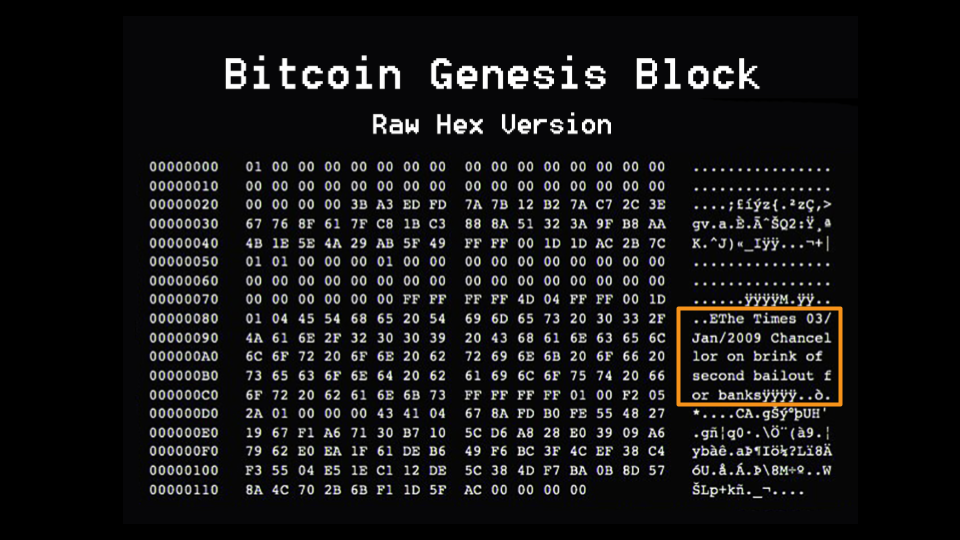 Bitcoin Genesis Block
Raw Hex Version
00000000 01 00 00 00 00 00 00 00 00 00 00 00 00 00 00 00 ................
00000010 00 00 00 00 00 00 00 00 00 00 00 00 00 00 00 00 ................
00000020 00 00 00 00 3B A3 ED FD 7A 7B 12 B2 7A C7 2C 3E ....;£íýz{.²zÇ,>
00000030 67 76 8F 61 7F C8 1B C3 88 8A 51 32 3A 9F B8 AA gv.a.È.ÃˆŠQ2:Ÿ¸ª
00000040 4B 1E 5E 4A 29 AB 5F 49 FF FF 00 1D 1D AC 2B 7C K.^J)«_Iÿÿ...¬+|
00000050 01 01 00 00 00 01 00 00 00 00 00 00 00 00 00 00 ................
00000060 00 00 00 00 00 00 00 00 00 00 00 00 00 00 00 00 ................
00000070 00 00 00 00 00 00 FF FF FF FF 4D 04 FF FF 00 1D ......ÿÿÿÿM.ÿÿ..
00000080 01 04 45 54 68 65 20 54 69 6D 65 73 20 30 33 2F ..EThe Times 03/
00000090 4A 61 6E 2F 32 30 30 39 20 43 68 61 6E 63 65 6C Jan/2009 Chancel
000000A0 6C 6F 72 20 6F 6E 20 62 72 69 6E 6B 20 6F 66 20 lor on brink of
000000B0 73 65 63 6F 6E 64 20 62 61 69 6C 6F 75 74 20 66 second bailout f
000000C0 6F 72 20 62 61 6E 6B 73 FF FF FF FF 01 00 F2 05 or banksÿÿÿÿ..ò.
000000D0 2A 01 00 00 00 43 41 04 67 8A FD B0 FE 55 48 27 *....CA.gŠý°þUH'
000000E0 19 67 F1 A6 71 30 B7 10 5C D6 A8 28 E0 39 09 A6 .gñ¦q0·.\Ö¨(à9.¦
000000F0 79 62 E0 EA 1F 61 DE B6 49 F6 BC 3F 4C EF 38 C4 ybàê.aÞ¶Iö¼?Lï8Ä
00000100 F3 55 04 E5 1E C1 12 DE 5C 38 4D F7 BA 0B 8D 57 óU.å.Á.Þ\8M÷º..W
00000110 8A 4C 70 2B 6B F1 1D 5F AC 00 00 00 00 ŠLp+kñ._¬....